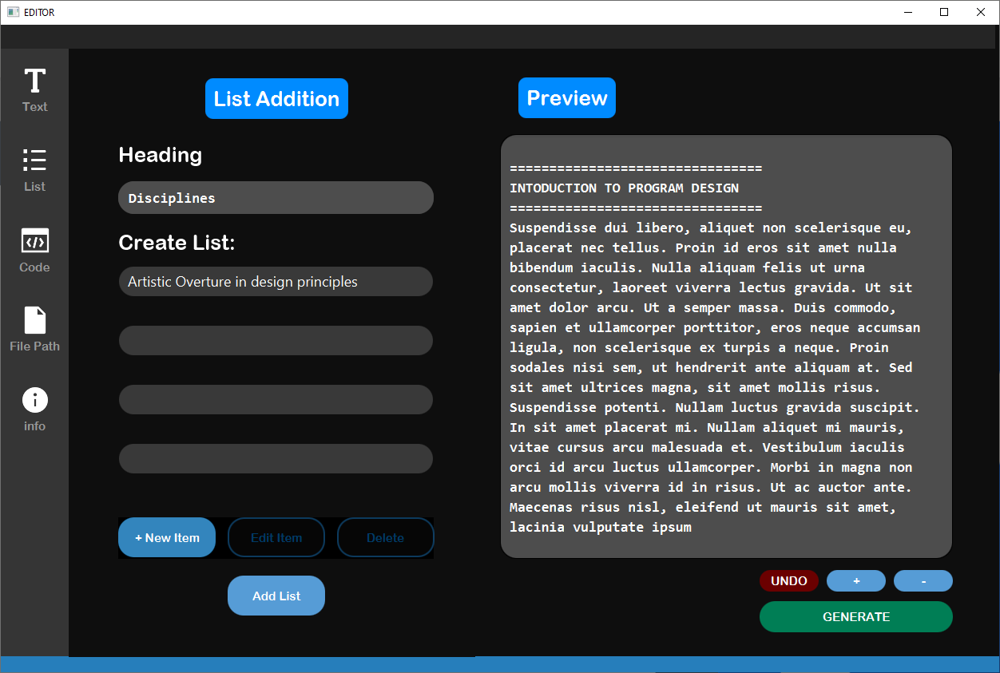 EDITOR
Text
List
Code
File Path
info
List Addition
Heading
Disciplines
Create List:
Artistic Overture in design principles
+ New Item
Edit Item
Delete
Add List
Preview
================================
INTODUCTION TO PROGRAM DESIGN
================================
Suspendisse dui libero, aliquet non scelerisque eu,
placerat nec tellus. Proin id eros sit amet nulla
bibendum iaculis. Nulla aliquam felis ut urna
consectetur, laoreet viverra lectus gravida. Ut sit
amet dolor arcu. Ut a semper massa. Duis commodo,
sapien et ullamcorper porttitor, eros neque accumsan
ligula, non scelerisque ex turpis a neque. Proin
sodales nisi sem, ut hendrerit ante aliquam at. Sed
sit amet ultrices magna, sit amet mollis risus.
Suspendisse potenti. Nullam luctus gravida suscipit.
In sit amet placerat mi. Nullam aliquet mi mauris,
vitae cursus arcu malesuada et. Vestibulum iaculis
orci id arcu luctus ullamcorper. Morbi in magna non
arcu mollis viverra id in risus. Ut ac auctor ante.
Maecenas risus nisl, eleifend ut mauris sit amet,
lacinia vulputate ipsum
UNDO
+
-
GENERATE